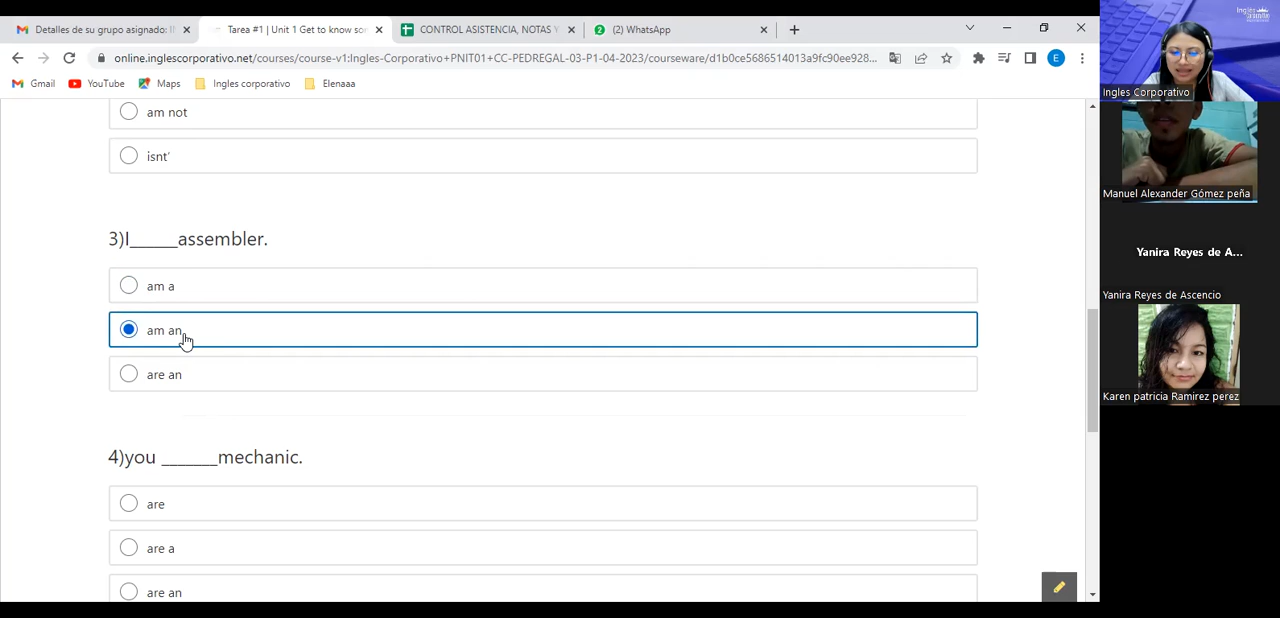 Detalles de su grupo asignado: I
Tarea #1 | Unit 1 Get to know so
CONTROL ASISTENCIA, NOTAS Y
2
(2) WhatsApp
online.inglescorporativo.net/courses/course-v1:Ingles-Corporativo+PNIT01+CC-PEDREGAL-03-P1-04-2023/courseware/d1b0ce5686514013a9fc90ee928...
E
Gmail
YouTube
Maps
Ingles corporativo
Elenaaa
am not
isnt'
3)I______assembler.
am a
am an
are an
4)you _______mechanic.
are
are a
are an
Ingles Corporativo
Manuel Alexander Gómez peña
Yanira Reyes de A...
Yanira Reyes de Ascencio
Karen patricia Ramirez perez